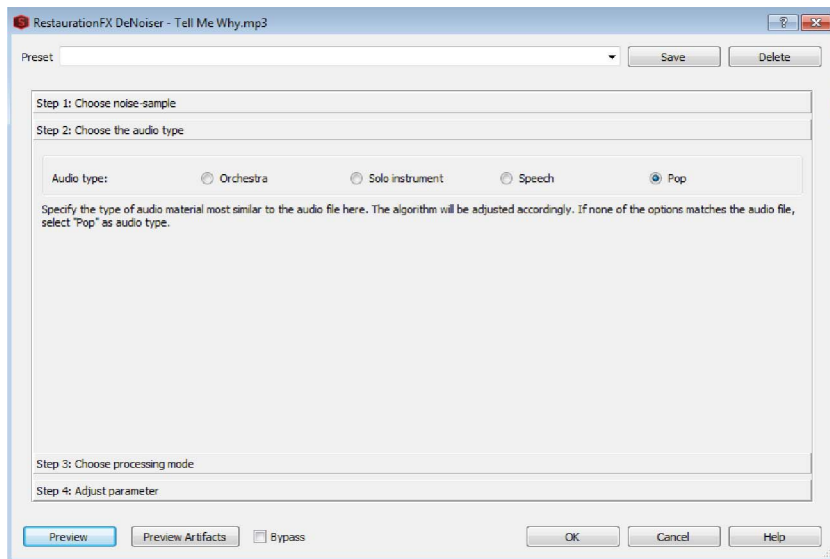 RestaurationFX DeNoiser - Tell Me Why.mp3
Preset Save Delete
Step 1: Choose noise-sample
Step 2: Choose the audio type
Audio type: Orchestra Solo instrument Speech Pop
Specify the type of audio material most similar to the audio file here. The algorithm will be adjusted accordingly. If none of the options matches the audio file,
select "Pop" as audio type.
Step 3: Choose processing mode
Step 4: Adjust parameter
Preview Preview Artifacts Bypass OK Cancel Help